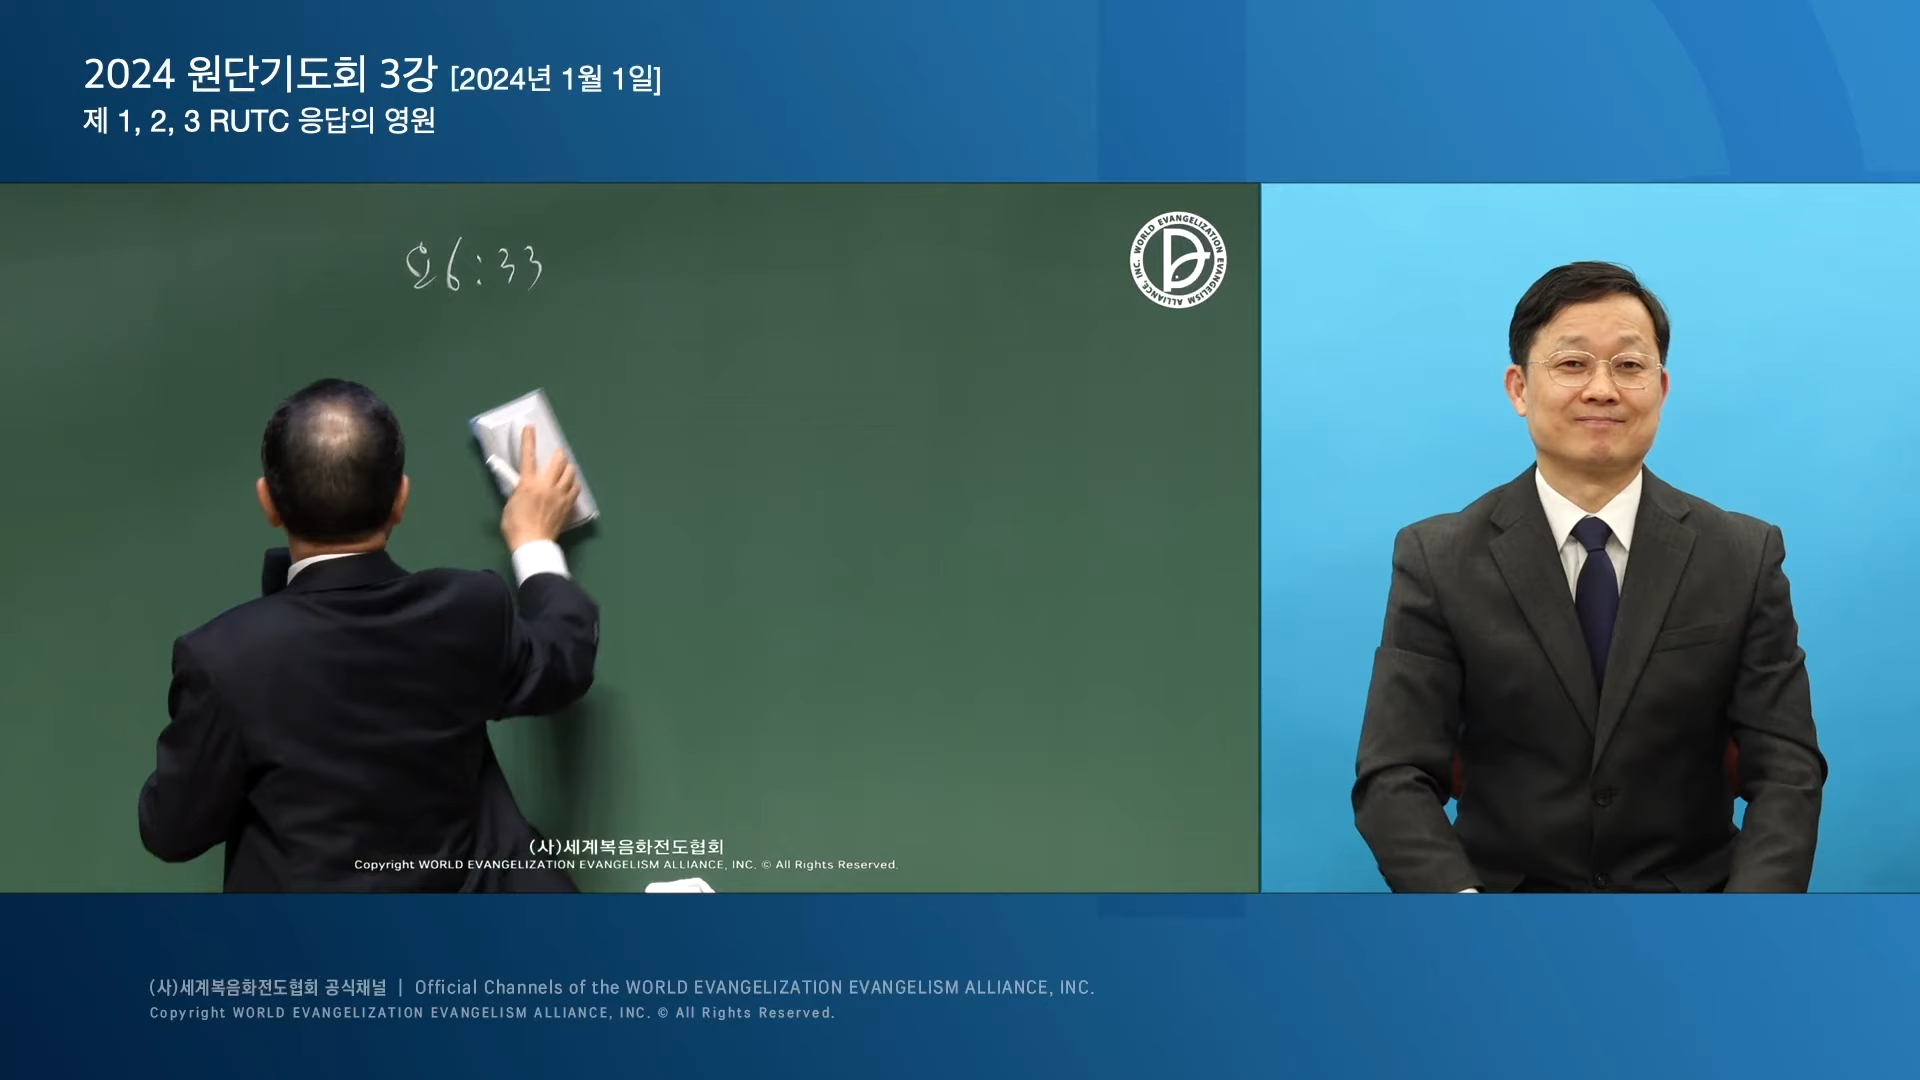 2024 원단기도회 3강 [2024년 1월 1일]
제 1, 2, 3 RUTC 응답의 영원
요6:33
WORLD EVANGELIZATION EVANGELISM ALLIANCE, INC.
(사)세계복음화전도협회
Copyright WORLD EVANGELIZATION EVANGELISM ALLIANCE, INC. © All Rights Reserved.
(사)세계복음화전도협회 공식채널 | Official Channels of the WORLD EVANGELIZATION EVANGELISM ALLIANCE, INC.
Copyright WORLD EVANGELIZATION EVANGELISM ALLIANCE, INC. © All Rights Reserved.